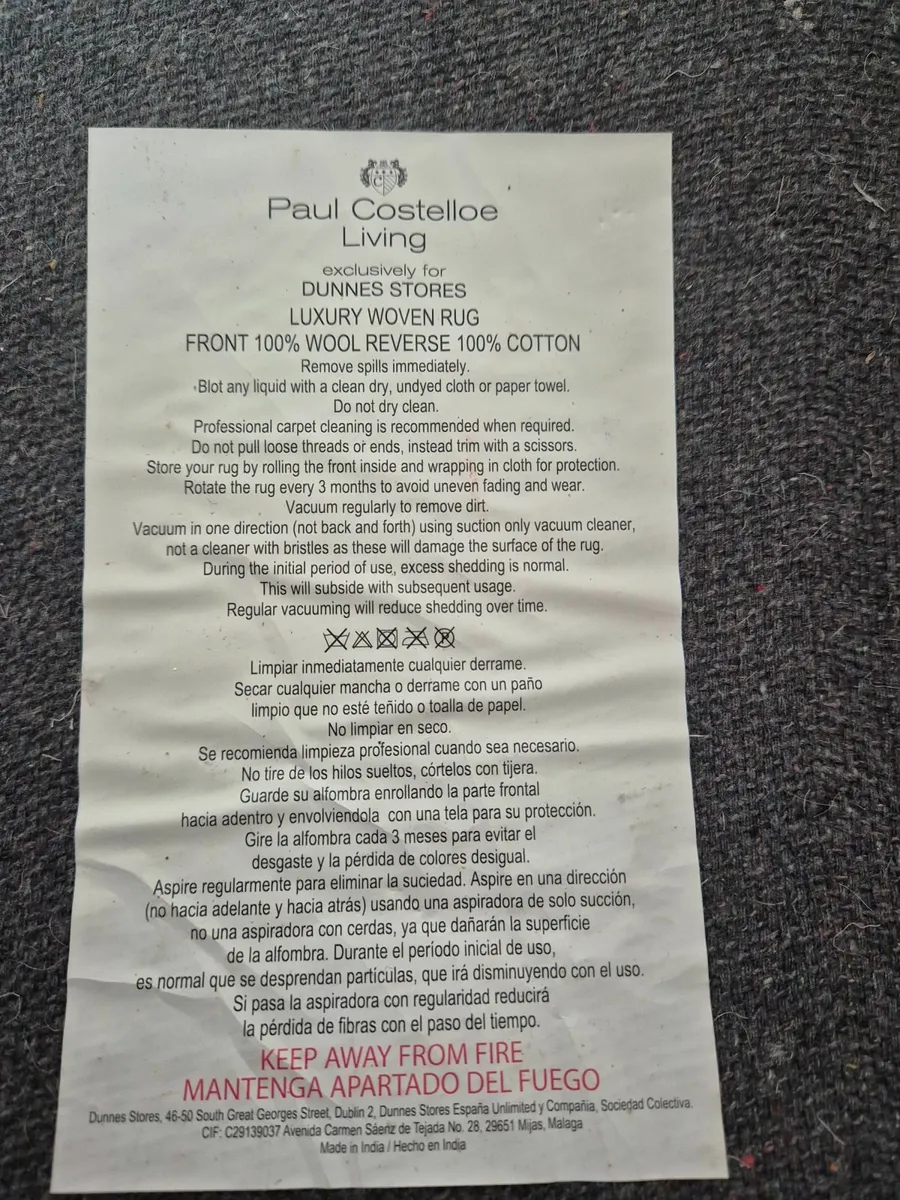 Paul Costelloe
Living
exclusively for
DUNNES STORES
LUXURY WOVEN RUG
FRONT 100% WOOL REVERSE 100% COTTON
Remove spills immediately.
Blot any liquid with a clean dry, undyed cloth or paper towel.
Do not dry clean.
Professional carpet cleaning is recommended when required.
Do not pull loose threads or ends, instead trim with a scissors.
Store your rug by rolling the front inside and wrapping in cloth for protection.
Rotate the rug every 3 months to avoid uneven fading and wear.
Vacuum regularly to remove dirt.
Vacuum in one direction (not back and forth) using suction only vacuum cleaner,
not a cleaner with bristles as these will damage the surface of the rug.
During the initial period of use, excess shedding is normal.
This will subside with subsequent usage.
Regular vacuuming will reduce shedding over time.
Limpiar inmediatamente cualquier derrame.
Secar cualquier mancha o derrame con un paño
limpio que no esté teñido o toalla de papel.
No limpiar en seco.
Se recomienda limpieza profesional cuando sea necesario.
No tire de los hilos sueltos, córtelos con tijera.
Guarde su alfombra enrollando la parte frontal
hacia adentro y envolviendola con una tela para su protección.
Gire la alfombra cada 3 meses para evitar el
desgaste y la pérdida de colores desigual.
Aspire regularmente para eliminar la suciedad. Aspire en una dirección
(no hacia adelante y hacia atrás) usando una aspiradora de solo succión,
no una aspiradora con cerdas, ya que dañarán la superficie
de la alfombra. Durante el período inicial de uso,
es normal que se desprendan partículas, que irá disminuyendo con el uso.
Si pasa la aspiradora con regularidad reducirá
la pérdida de fibras con el paso del tiempo.
KEEP AWAY FROM FIRE
MANTENGA APARTADO DEL FUEGO
Dunnes Stores, 46-50 South Great Georges Street, Dublin 2, Dunnes Stores España Unlimited y Compañia, Sociedad Colectiva.
CIF: C29139037 Avenida Carmen Sáenz de Tejada No. 28, 29651 Mijas, Malaga
Made in India / Hecho en India